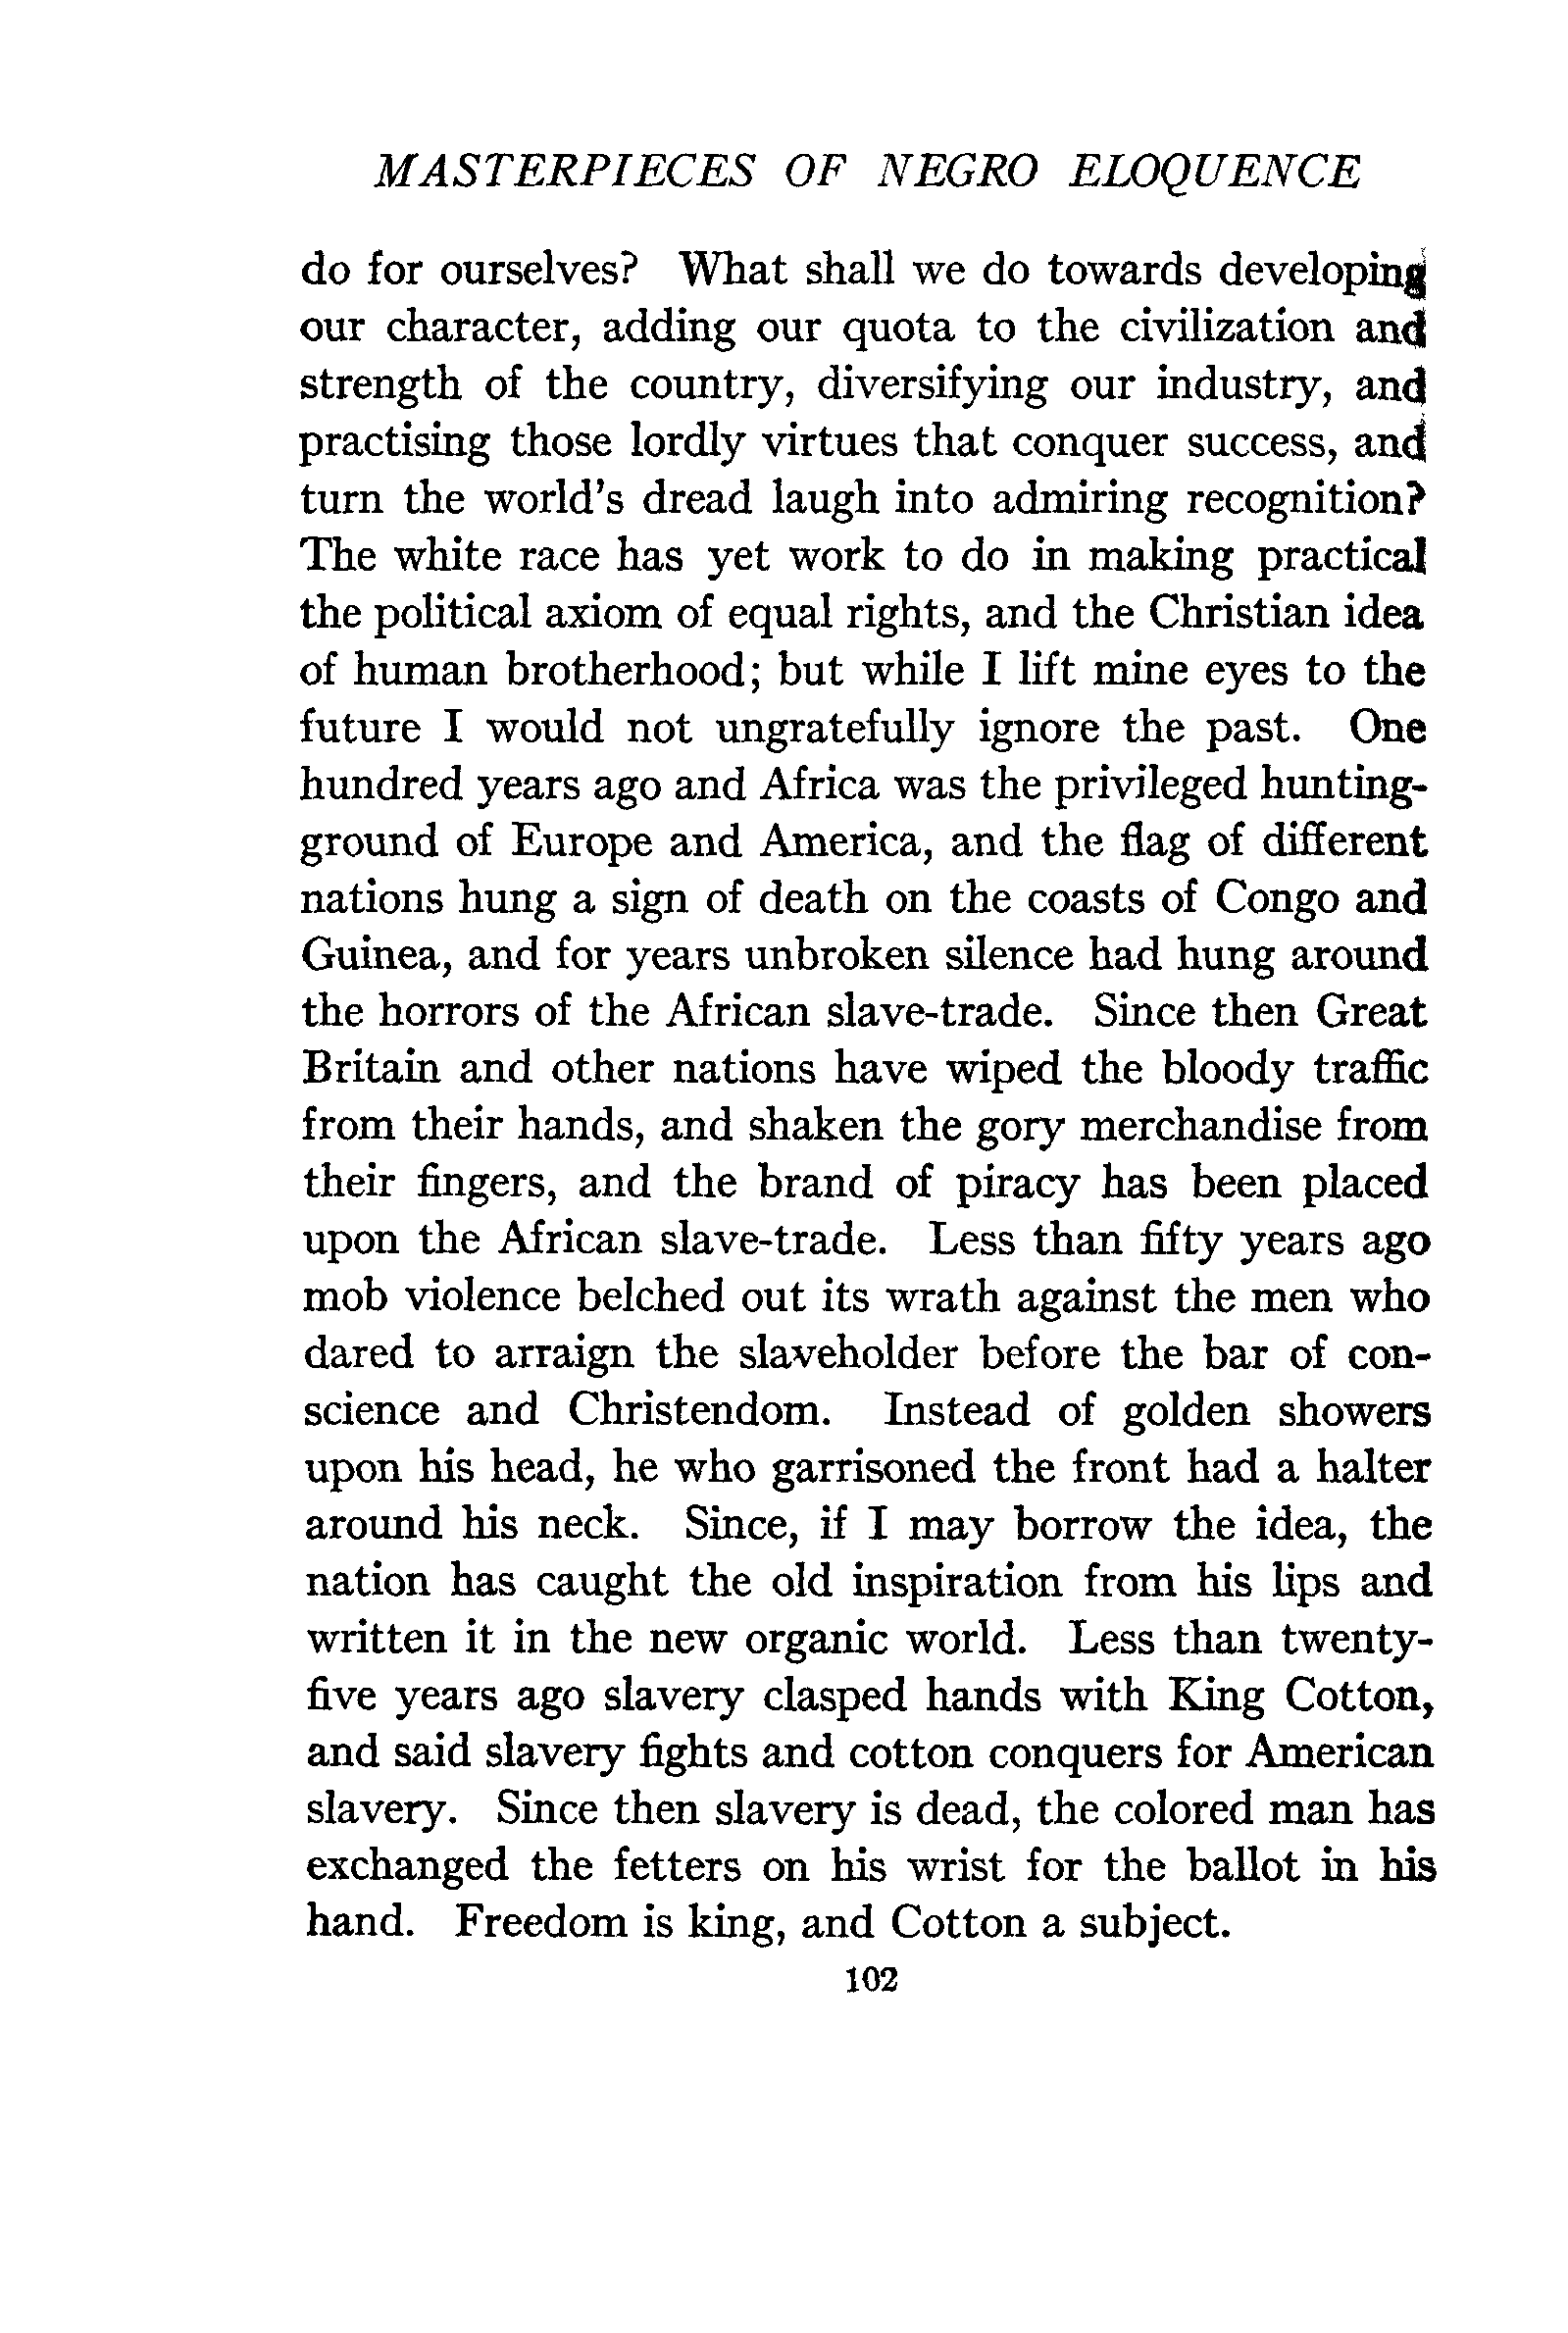 MASTERPIECES OF NEGRO ELOQUENCE
do for ourselves? What shall we do towards developing
our character, adding our quota to the civilization and
strength of the country, diversifying our industry, and
practising those lordly virtues that conquer success, and
turn the world's dread laugh into admiring recognition?
The white race has yet work to do in making practical
the political axiom of equal rights, and the Christian idea
of human brotherhood; but while I lift mine eyes to the
future I would not ungratefully ignore the past. One
hundred years ago and Africa was the privileged hunting-
ground of Europe and America, and the flag of different
nations hung a sign of death on the coasts of Congo and
Guinea, and for years unbroken silence had hung around
the horrors of the African slave-trade. Since then Great
Britain and other nations have wiped the bloody traffic
from their hands, and shaken the gory merchandise from
their fingers, and the brand of piracy has been placed
upon the African slave-trade. Less than fifty years ago
mob violence belched out its wrath against the men who
dared to arraign the slaveholder before the bar of con-
science and Christendom. Instead of golden showers
upon his head, he who garrisoned the front had a halter
around his neck. Since, if I may borrow the idea, the
nation has caught the old inspiration from his lips and
written it in the new organic world. Less than twenty-
five years ago slavery clasped hands with King Cotton,
and said slavery fights and cotton conquers for American
slavery. Since then slavery is dead, the colored man has
exchanged the fetters on his wrist for the ballot in his
hand. Freedom is king, and Cotton a subject.
102